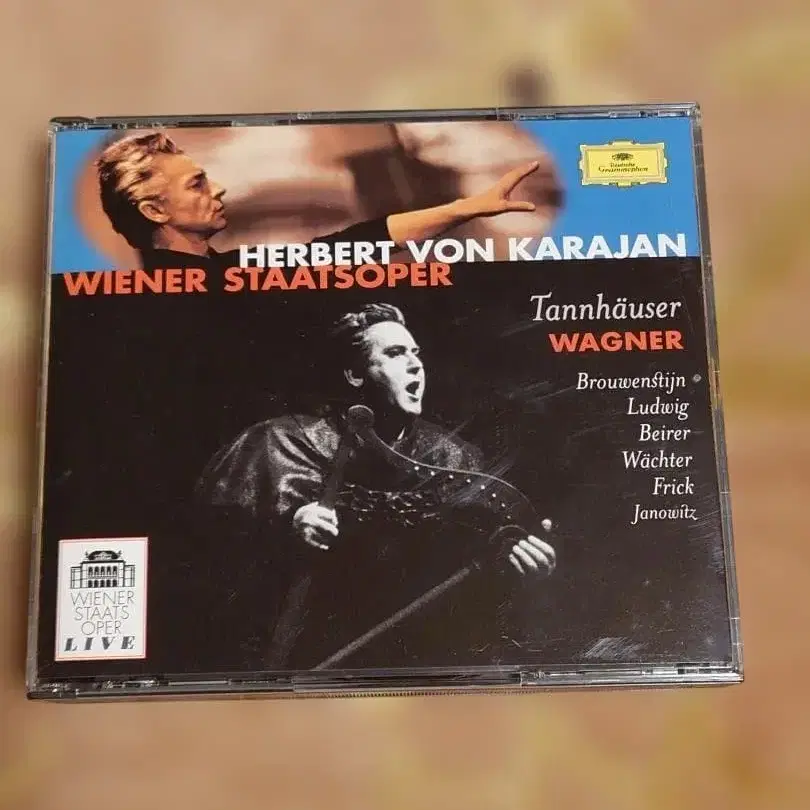 Deutsche
Grammophon
HERBERT VON KARAJAN
WIENER STAATSOPER
Tannhäuser
WAGNER
Brouwenstijn
Ludwig
Beirer
Wächter
Frick
Janowitz
WIENER
STAATS
OPER
LIVE